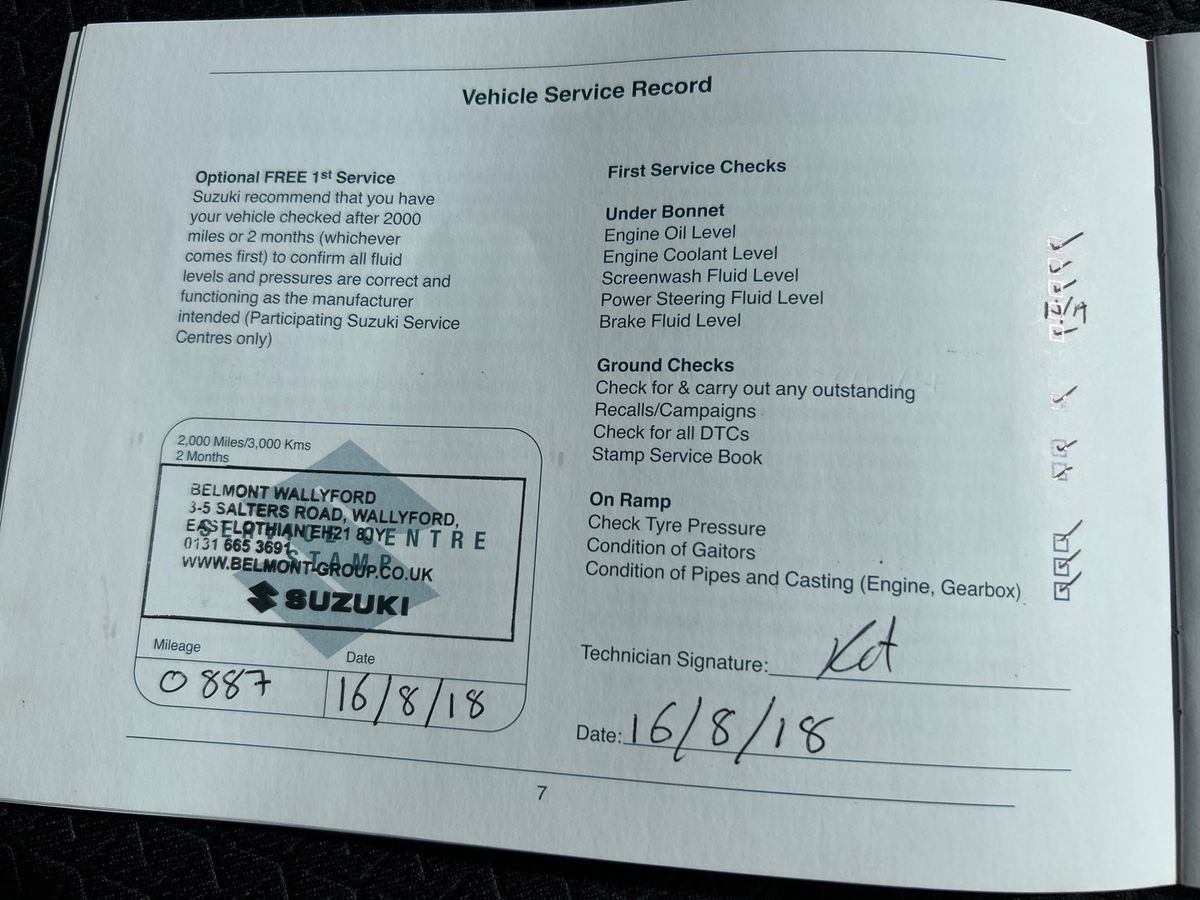 Vehicle Service Record
Optional FREE 1st Service
Suzuki recommend that you have
your vehicle checked after 2000
miles or 2 months (whichever
comes first) to confirm all fluid
levels and pressures are correct and
functioning as the manufacturer
intended (Participating Suzuki Service
Centres only)
2,000 Miles/3,000 Kms
2 Months
SERVICE CENTRE
STAMP
BELMONT WALLYFORD
3-5 SALTERS ROAD, WALLYFORD,
EAST LOTHIAN EH21 8JY
0131 665 3691
WWW.BELMONT-GROUP.CO.UK
SUZUKI
Mileage
Date
0887
16/8/18
First Service Checks
Under Bonnet
Engine Oil Level
Engine Coolant Level
Screenwash Fluid Level
Power Steering Fluid Level
N/A
Brake Fluid Level
Ground Checks
Check for & carry out any outstanding
Recalls/Campaigns
Check for all DTCs
Stamp Service Book
On Ramp
Check Tyre Pressure
Condition of Gaitors
Condition of Pipes and Casting (Engine, Gearbox)
Technician Signature:
Date: 16/8/18
7